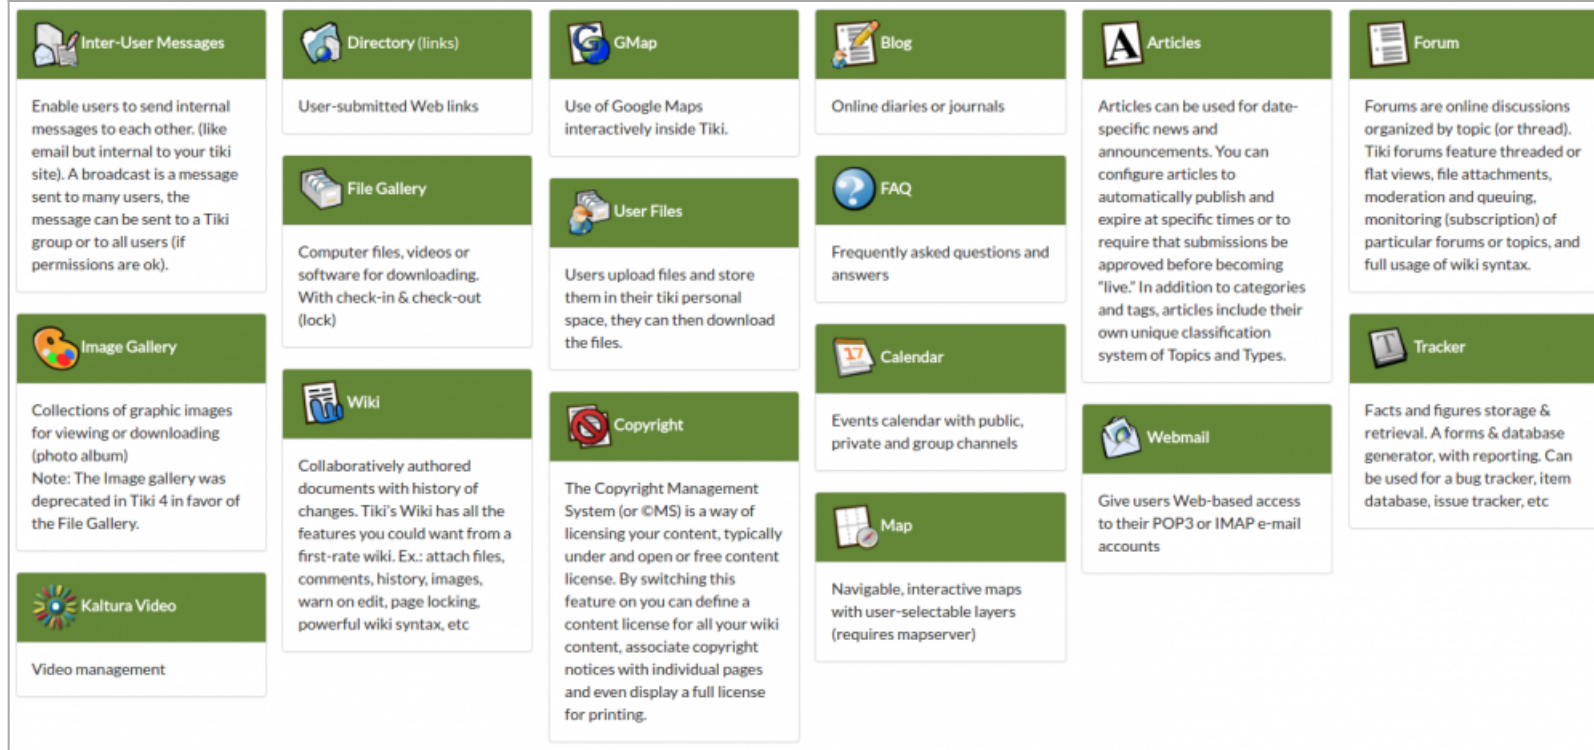 Inter-User Messages
Enable users to send internal
messages to each other. (like
email but internal to your tiki
site). A broadcast is a message
sent to many users, the
message can be sent to a Tiki
group or to all users (if
permissions are ok).
Image Gallery
Collections of graphic images
for viewing or downloading
(photo album)
Note: The Image gallery was
deprecated in Tiki 4 in favor of
the File Gallery.
Kaltura Video
Video management
Directory (links)
User-submitted Web links
File Gallery
Computer files, videos or
software for downloading.
With check-in & check-out
(lock)
Wiki
Collaboratively authored
documents with history of
changes. Tiki's Wiki has all the
features you could want from a
first-rate wiki. Ex.: attach files,
comments, history, images,
warn on edit, page locking,
powerful wiki syntax, etc
GMap
Use of Google Maps
interactively inside Tiki.
User Files
Users upload files and store
them in their tiki personal
space, they can then download
the files.
Copyright
The Copyright Management
System (or ©MS) is a way of
licensing your content, typically
under and open or free content
license. By switching this
feature on you can define a
content license for all your wiki
content, associate copyright
notices with individual pages
and even display a full license
for printing.
Blog
Online diaries or journals
FAQ
Frequently asked questions and
answers
17
Calendar
Events calendar with public,
private and group channels
Map
Navigable, interactive maps
with user-selectable layers
(requires mapserver)
A
Articles
Articles can be used for date-
specific news and
announcements. You can
configure articles to
automatically publish and
expire at specific times or to
require that submissions be
approved before becoming
"live." In addition to categories
and tags, articles include their
own unique classification
system of Topics and Types.
Webmail
Give users Web-based access
to their POP3 or IMAP e-mail
accounts
Forum
Forums are online discussions
organized by topic (or thread).
Tiki forums feature threaded or
flat views, file attachments,
moderation and queuing,
monitoring (subscription) of
particular forums or topics, and
full usage of wiki syntax.
T
Tracker
Facts and figures storage &
retrieval. A forms & database
generator, with reporting. Can
be used for a bug tracker, item
database, issue tracker, etc